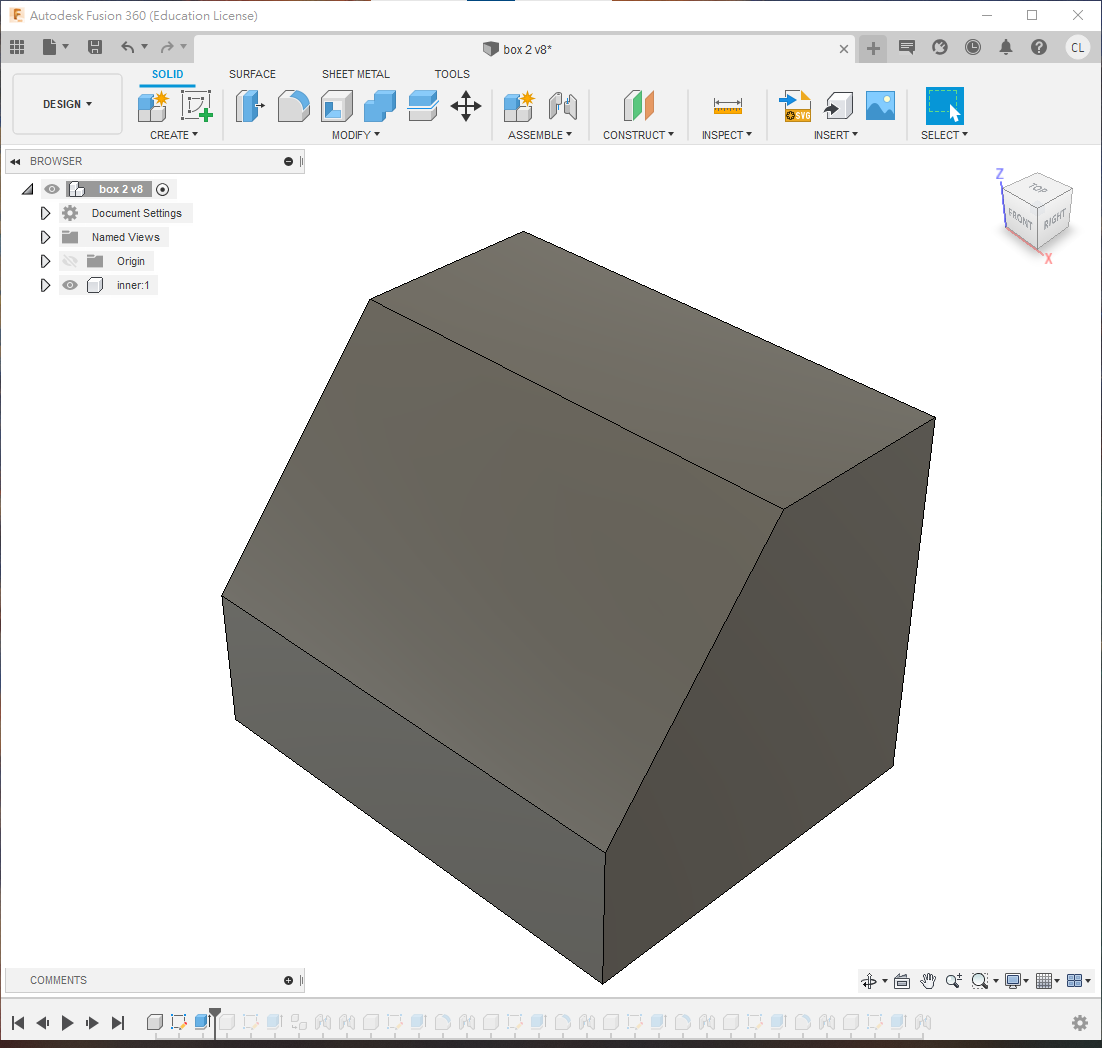 Autodesk Fusion 360 (Education License)
box 2 v8*
CL
DESIGN
SOLID
SURFACE
SHEET METAL
TOOLS
CREATE
MODIFY
ASSEMBLE
CONSTRUCT
INSPECT
INSERT
SELECT
SVG
BROWSER
box 2 v8
Document Settings
Named Views
Origin
inner:1
Z
TOP
FRONT
RIGHT
X
COMMENTS